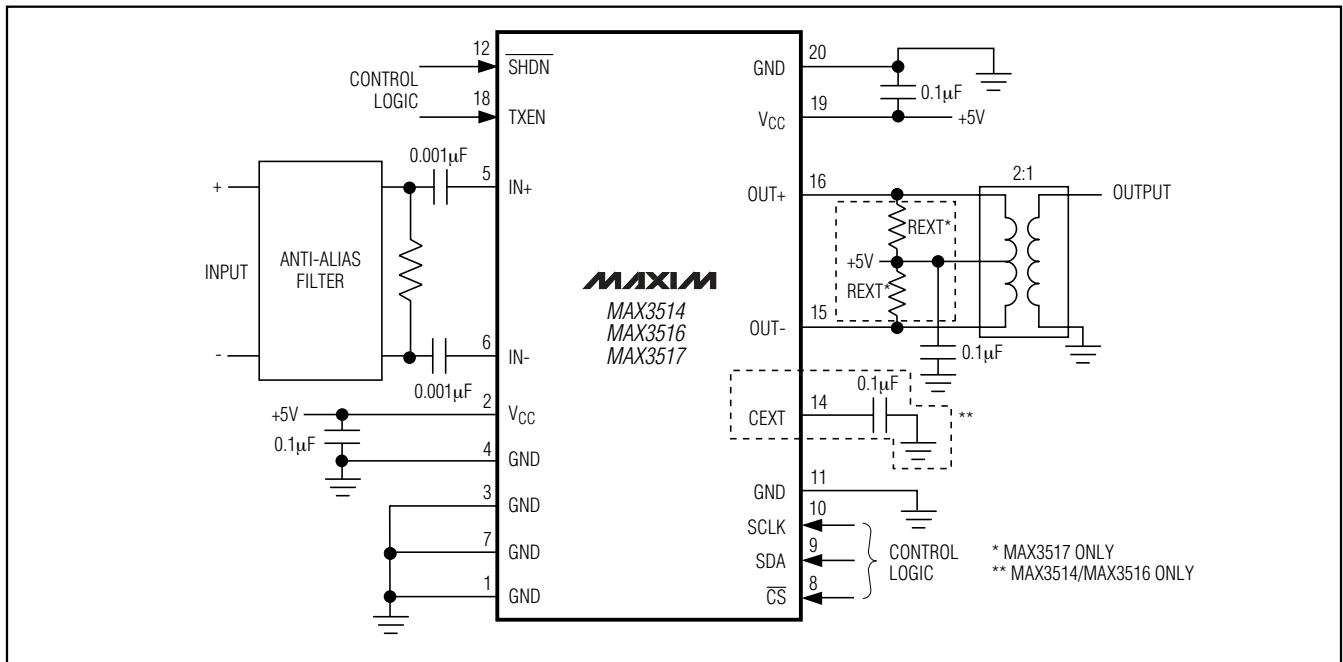 12
SHDN
CONTROL
LOGIC
18
TXEN
0.001µF
5
IN+
+
INPUT
-
ANTI-ALIAS
FILTER
6
IN-
0.001µF
2
+5V
VCC
0.1µF
4
GND
3
GND
7
GND
1
GND
MAXIM
MAX3514
MAX3516
MAX3517
20
GND
0.1µF
19
VCC
+5V
2:1
16
OUT+
OUTPUT
REXT*
+5V
REXT*
15
OUT-
0.1µF
0.1µF
14
CEXT
**
11
GND
10
SCLK
9
SDA
8
CS
CONTROL
LOGIC
* MAX3517 ONLY
** MAX3514/MAX3516 ONLY